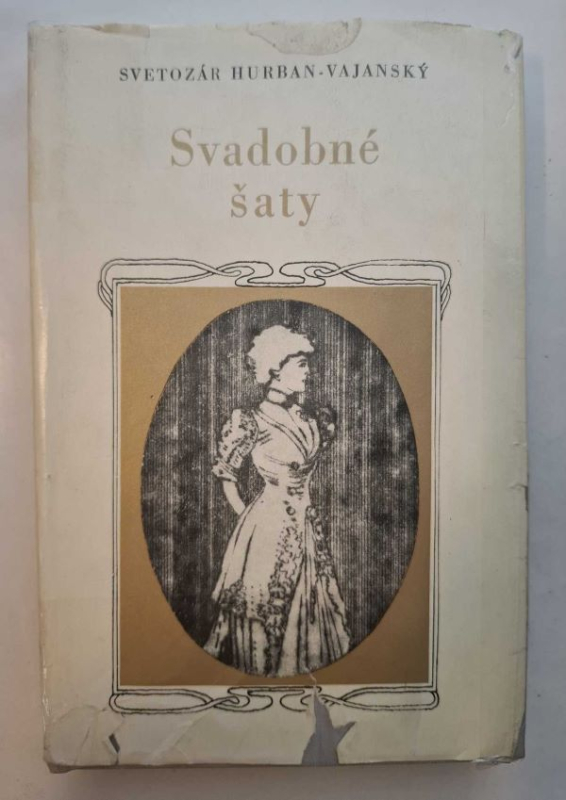 SVETOZÁR HURBAN-VAJANSKÝ
Svadobné
šaty